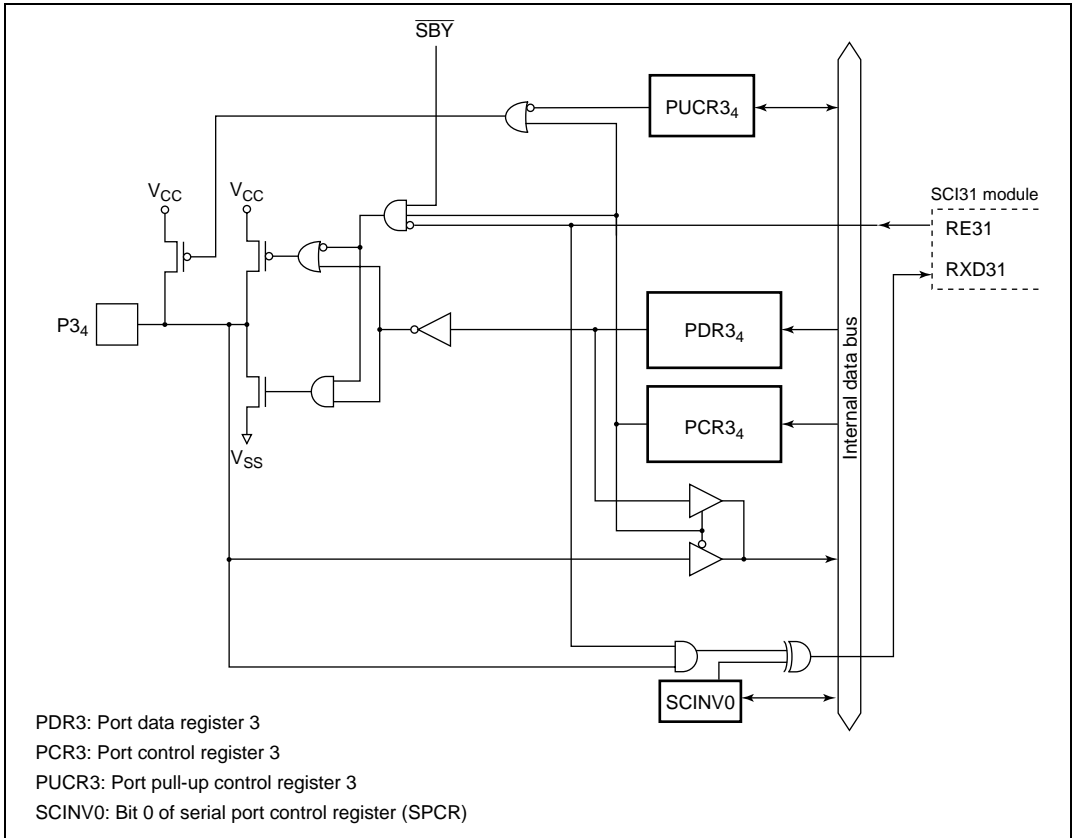 SBY
PUCR3₄
V_CC
V_CC
SCI31 module
RE31
RXD31
P3₄
PDR3₄
PCR3₄
Internal data bus
V_SS
SCINV0
PDR3: Port data register 3
PCR3: Port control register 3
PUCR3: Port pull-up control register 3
SCINV0: Bit 0 of serial port control register (SPCR)